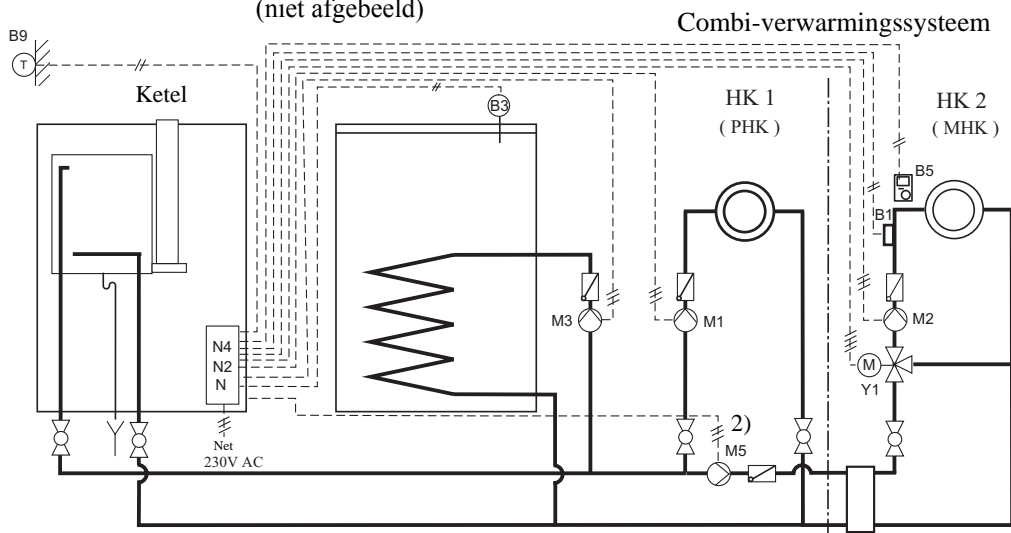 (niet afgebeeld)
Combi-verwarmingssysteem
B9
T
Ketel
B3
HK 1
( PHK )
HK 2
( MHK )
B5
B1
M3
M1
M2
M
Y1
N4
N2
N
Net
230V AC
2)
M5